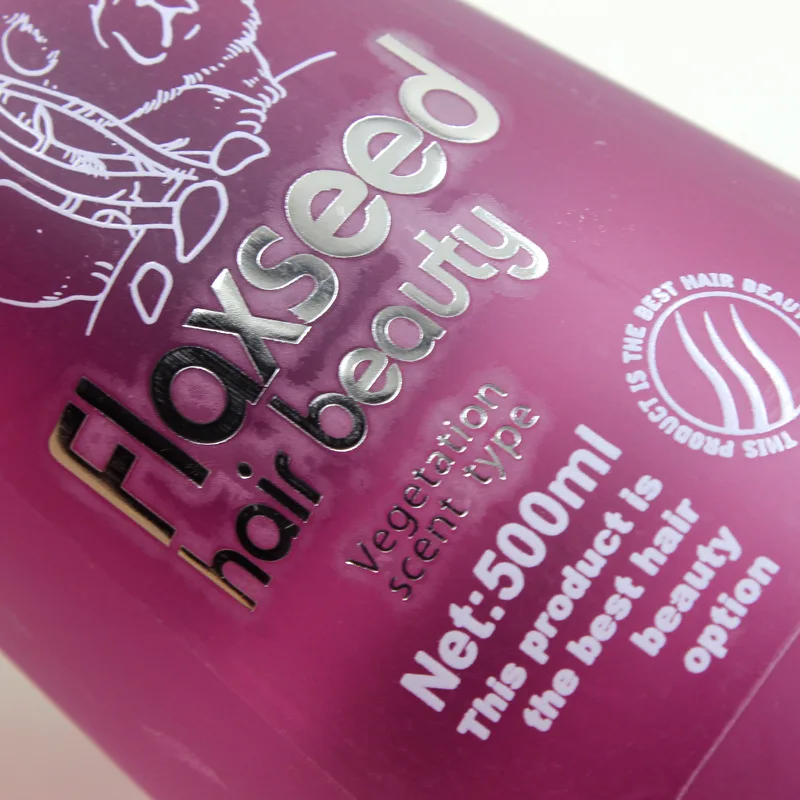 Flaxseed
hair beauty
Vegetation
scent type
Net:500ml
This product is
the best hair
beauty
option
THIS PRODUCT IS THE BEST HAIR